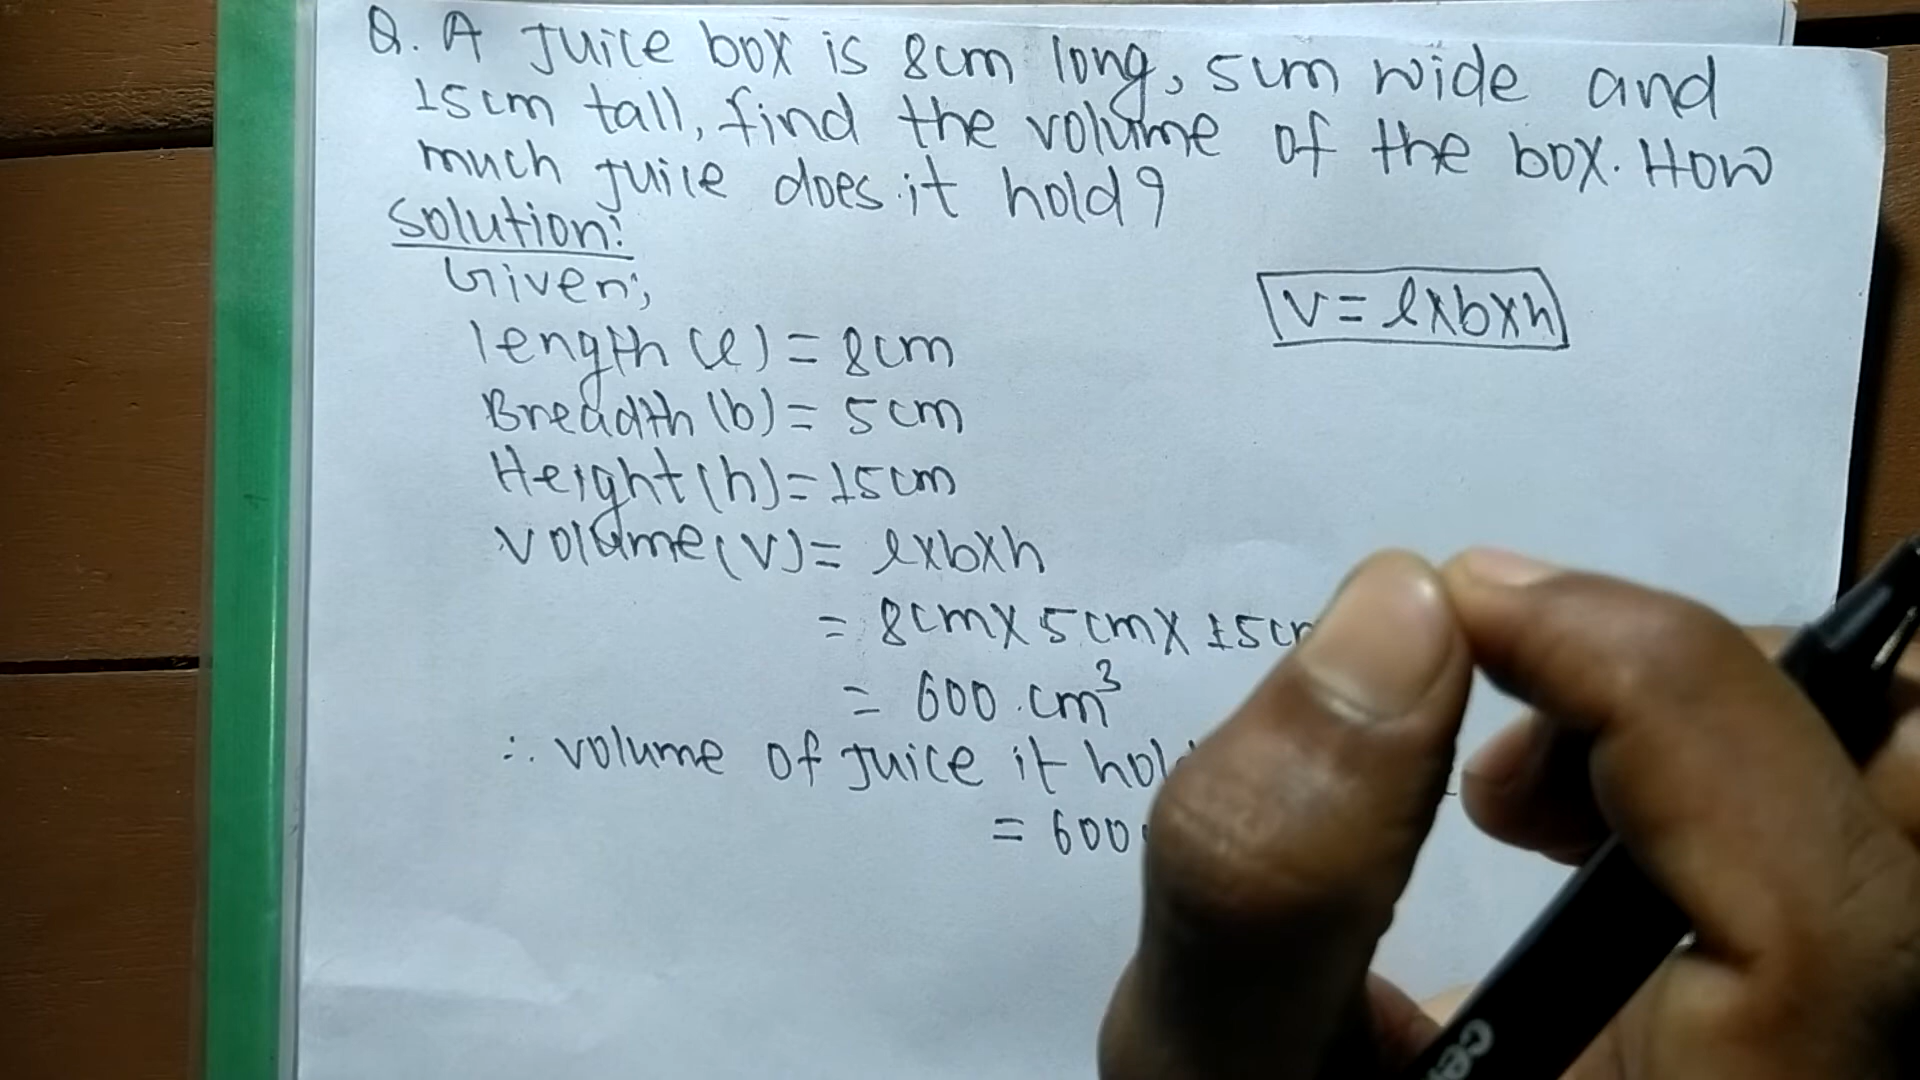 Q. A Juice box is 8cm long, 5cm wide and
15cm tall, find the volume of the box. How
much juice does it hold?
Solution:
Given;
length (l) = 8cm
Breadth (b) = 5cm
Height (h) = 15cm
V = l×b×h
Volume (V) = l×b×h
= 8cm × 5cm × 15c
= 600 cm³
∴ volume of Juice it
= 600